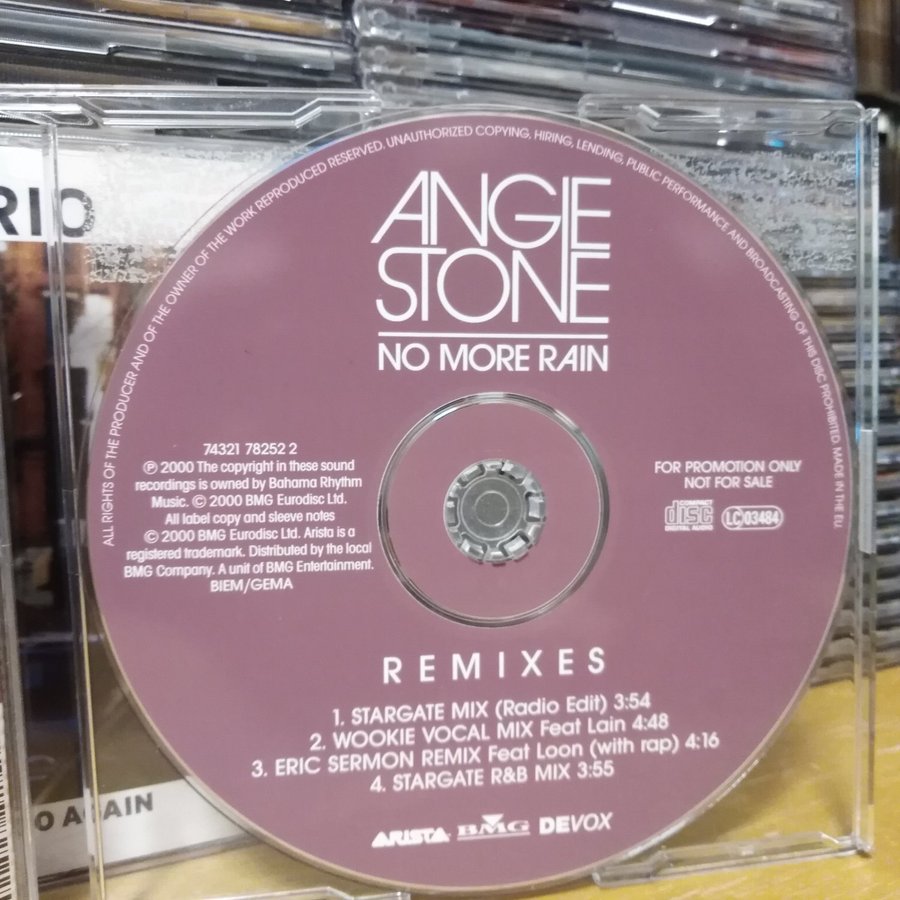 RIO
ALL RIGHTS OF THE PRODUCER AND OF THE OWNER OF THE WORK REPRODUCED RESERVED. UNAUTHORIZED COPYING, HIRING, LENDING, PUBLIC PERFORMANCE AND BROADCASTING OF THIS DISC PROHIBITED. MADE IN THE EU.
ANGIE
STONE
NO MORE RAIN
74321 78252 2
℗ 2000 The copyright in these sound
recordings is owned by Bahama Rhythm
Music. © 2000 BMG Eurodisc Ltd.
All label copy and sleeve notes
© 2000 BMG Eurodisc Ltd. Arista is a
registered trademark. Distributed by the local
BMG Company. A unit of BMG Entertainment.
BIEM/GEMA
FOR PROMOTION ONLY
NOT FOR SALE
COMPACT
disc
DIGITAL AUDIO
LC 03484
REMIXES
1. STARGATE MIX (Radio Edit) 3:54
2. WOOKIE VOCAL MIX Feat Lain 4:48
3. ERIC SERMON REMIX Feat Loon (with rap) 4:16
4. STARGATE R&B MIX 3:55
O AGAIN
ARISTA BMG DEVOX